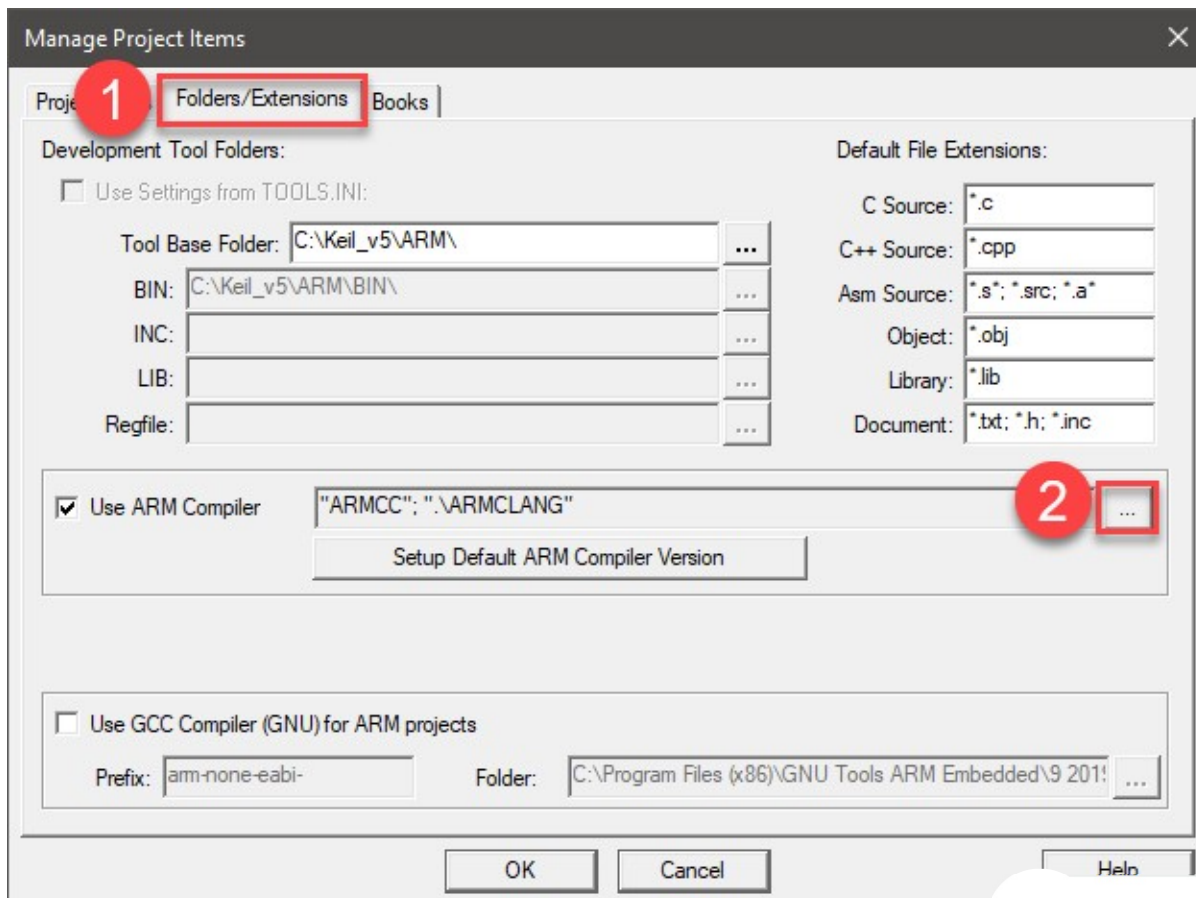 Manage Project Items
1
Folders/Extensions
Books
Development Tool Folders:
Use Settings from TOOLS.INI:
Tool Base Folder: C:\Keil_v5\ARM\ ...
BIN: C:\Keil_v5\ARM\BIN\ ...
INC: ...
LIB: ...
Regfile: ...
Default File Extensions:
C Source: *.c
C++ Source: *.cpp
Asm Source: *.s*; *.src; *.a*
Object: *.obj
Library: *.lib
Document: *.txt; *.h; *.inc
Use ARM Compiler "ARMCC"; ".\ARMCLANG" 2 ...
Setup Default ARM Compiler Version
Use GCC Compiler (GNU) for ARM projects
Prefix: arm-none-eabi- Folder: C:\Program Files (x86)\GNU Tools ARM Embedded\9 201 ...
OK Cancel Help